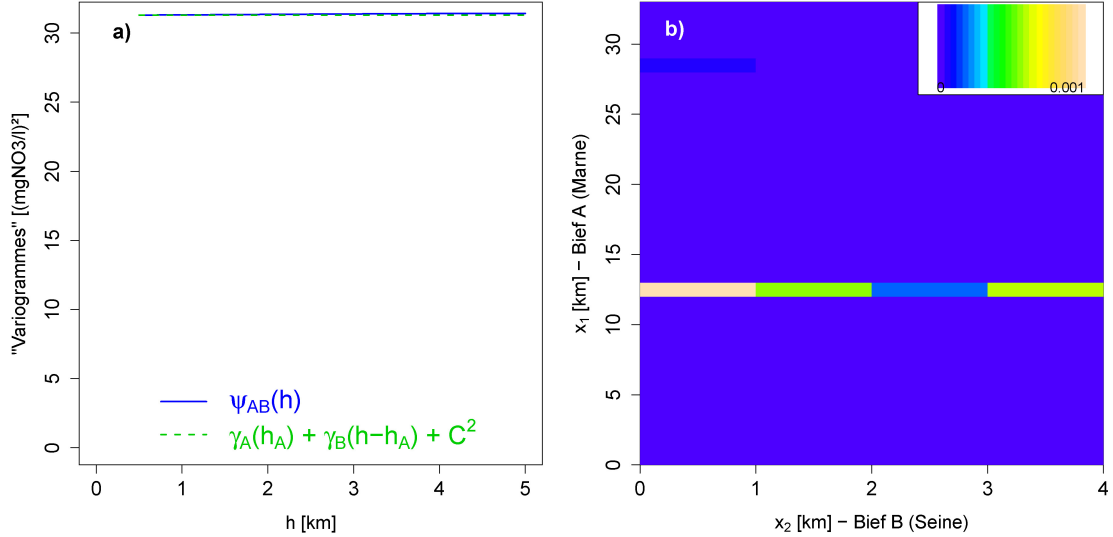 a)
"Variogrammes" [(mgNO3/l)²]
30
25
20
15
10
5
0
ψAB(h)
γA(hA) + γB(h−hA) + C²
0 1 2 3 4 5
h [km]
b)
0 0.001
x1 [km] − Bief A (Marne)
30
25
20
15
10
5
0
0 1 2 3 4
x2 [km] − Bief B (Seine)